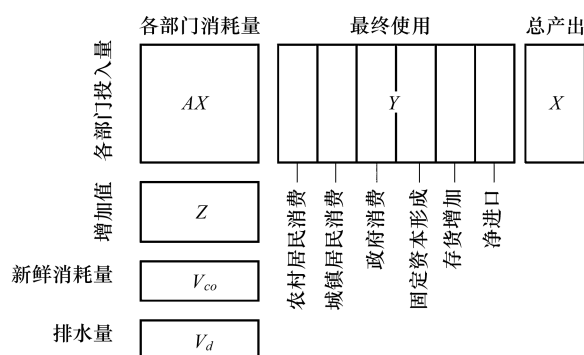 各部门消耗量
最终使用
总产出
各部门投入量
AX
Y
X
增加值
Z
农村居民消费
城镇居民消费
政府消费
固定资本形成
存货增加
净进口
新鲜消耗量
Vco
排水量
Vd